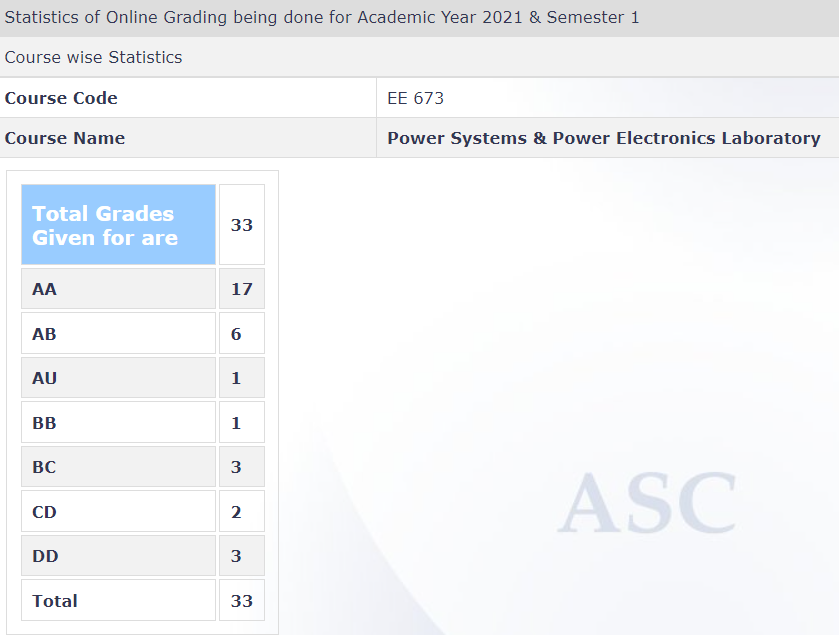 Statistics of Online Grading being done for Academic Year 2021 & Semester 1
Course wise Statistics
Course Code EE 673
Course Name Power Systems & Power Electronics Laboratory
Total Grades
Given for are 33
AA 17
AB 6
AU 1
BB 1
BC 3
CD 2
DD 3
Total 33
ASC